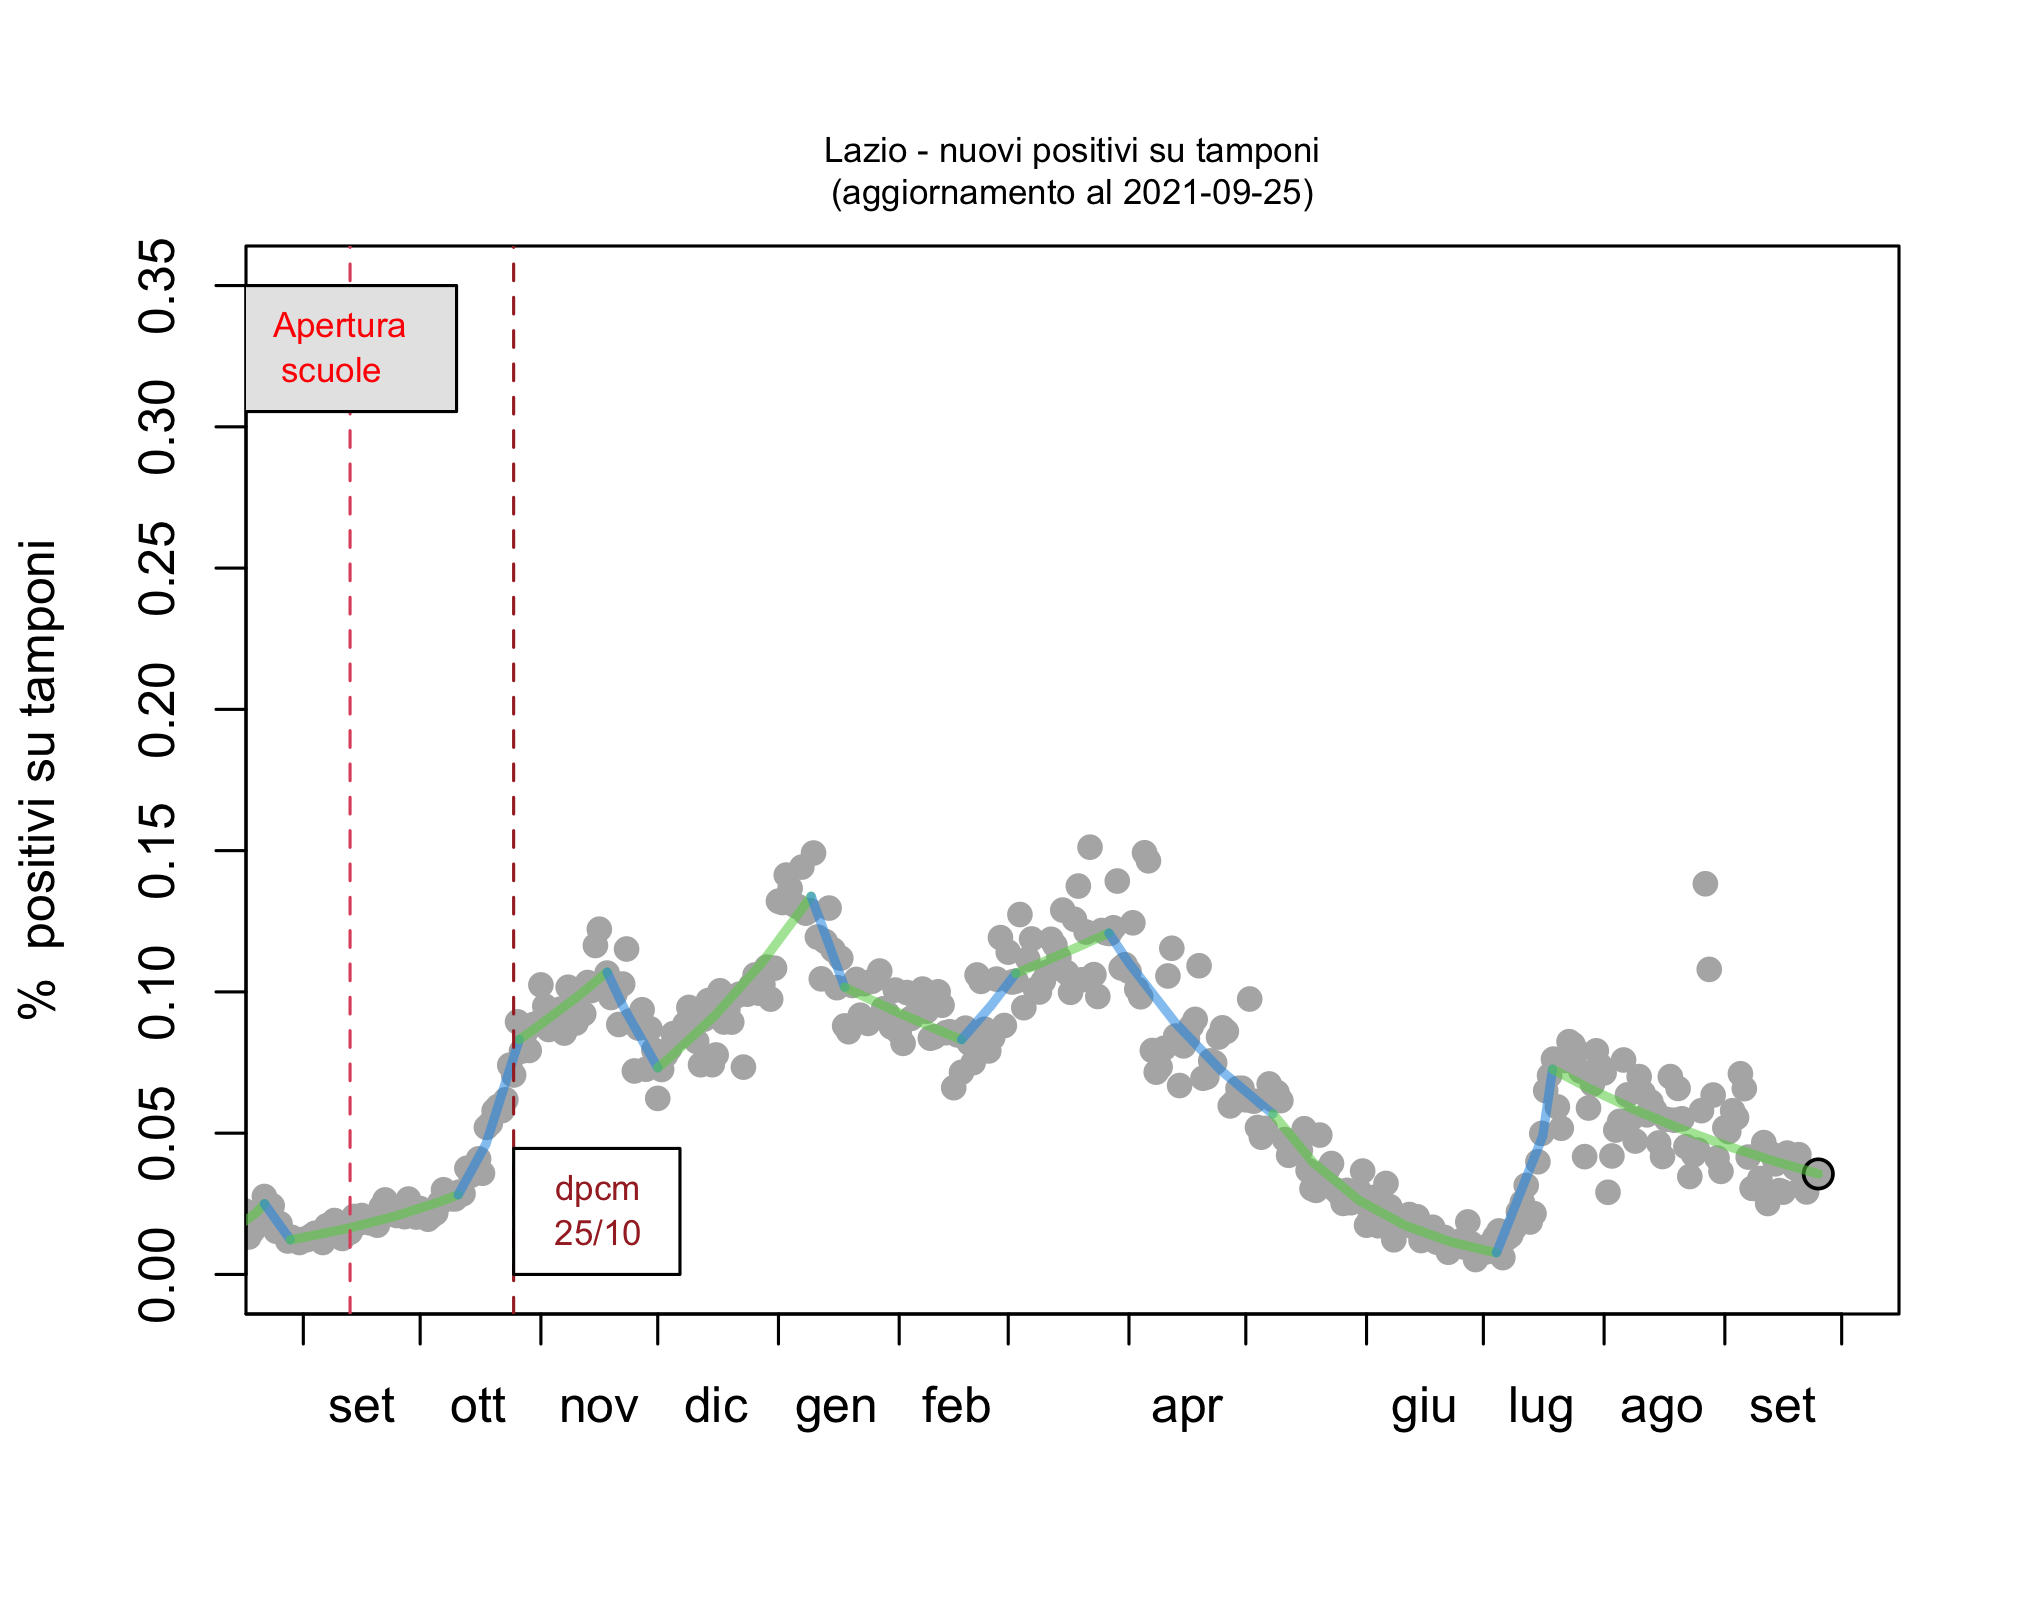 Lazio - nuovi positivi su tamponi
(aggiornamento al 2021-09-25)
% positivi su tamponi
0.35
0.30
0.25
0.20
0.15
0.10
0.05
0.00
Apertura
scuole
dpcm
25/10
set ott nov dic gen feb apr giu lug ago set